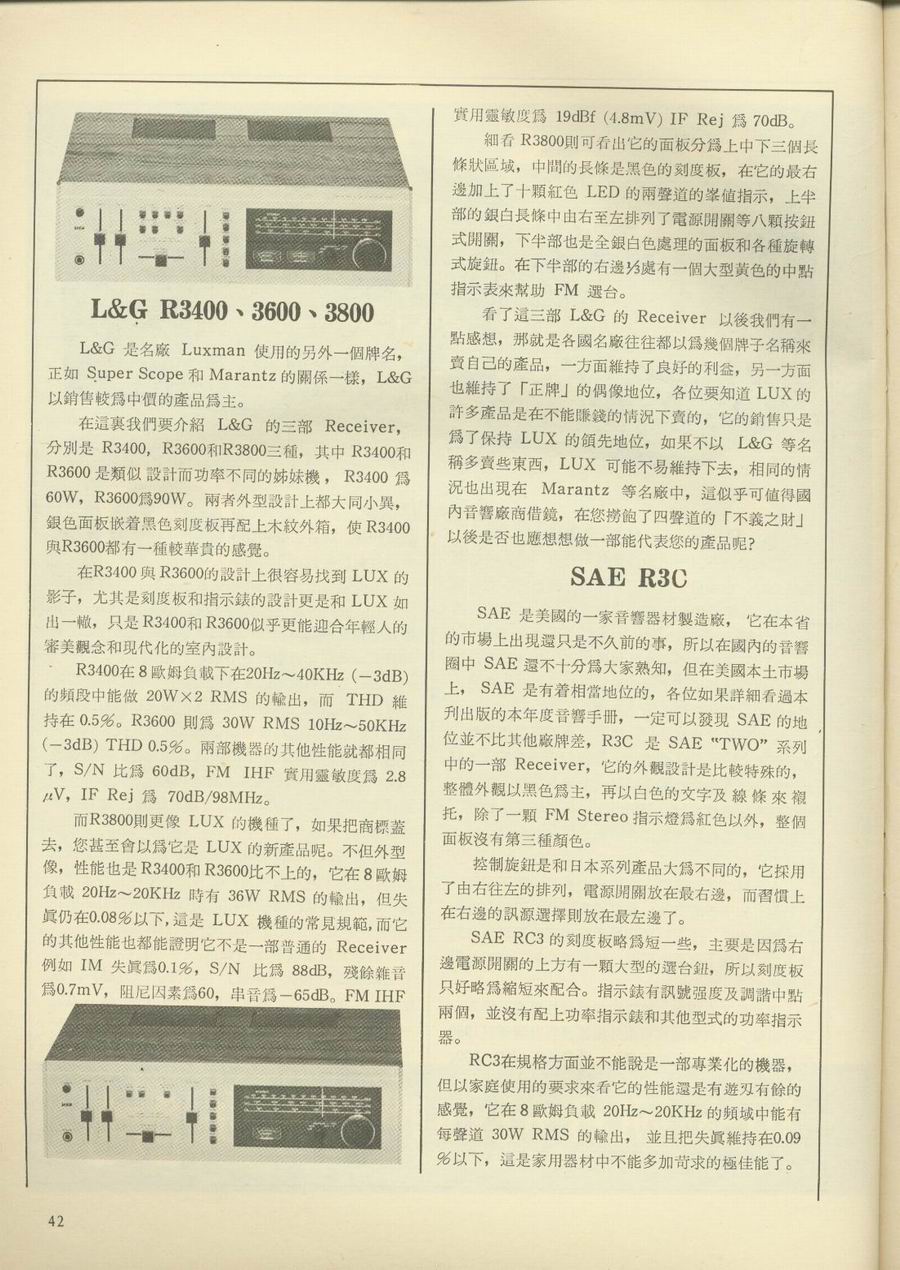 L&G R3400、3600、3800
L&G 是名廠 Luxman 使用的另外一個牌名，
正如 Super Scope 和 Marantz 的關係一樣，L&G
以銷售較爲中價的產品爲主。
在這裏我們要介紹 L&G 的三部 Receiver，
分別是 R3400，R3600和R3800三種，其中 R3400和
R3600 是類似設計而功率不同的姊妹機，R3400 爲
60W，R3600爲90W。兩者外型設計上都大同小異，
銀色面板嵌着黑色刻度板再配上木紋外箱，使 R3400
與R3600都有一種較華貴的感覺。
在R3400 與 R3600的設計上很容易找到 LUX 的
影子，尤其是刻度板和指示錶的設計更是和 LUX 如
出一轍，只是 R3400和 R3600似乎更能迎合年輕人的
審美觀念和現代化的室內設計。
R3400在 8 歐姆負載下在20Hz～40KHz (－3dB)
的頻段中能做 20W×2 RMS 的輸出，而 THD 維
持在 0.5%。R3600 則爲 30W RMS 10Hz～50KHz
(－3dB) THD 0.5%。兩部機器的其他性能就都相同
了，S/N 比爲 60dB，FM IHF 實用靈敏度爲 2.8
μV，IF Rej 爲 70dB/98MHz。
而R3800則更像 LUX 的機種了，如果把商標蓋
去，您甚至會以爲它是 LUX 的新產品呢。不但外型
像，性能也是 R3400和 R3600比不上的，它在 8 歐姆
負載 20Hz～20KHz 時有 36W RMS 的輸出，但失
眞仍在0.08%以下，這是 LUX 機種的常見規範，而它
的其他性能也都能證明它不是一部普通的 Receiver
例如 IM 失眞爲0.1%，S/N 比爲 88dB，殘餘雜音
爲0.7mV，阻尼因素爲60，串音爲－65dB。FM IHF
實用靈敏度爲 19dBf (4.8mV) IF Rej 爲 70dB。
細看 R3800則可看出它的面板分爲上中下三個長
條狀區域，中間的長條是黑色的刻度板，在它的最右
邊加上了十顆紅色 LED 的兩聲道的峯値指示，上半
部的銀白長條中由右至左排列了電源開關等八顆按鈕
式開關，下半部也是全銀白色處理的面板和各種旋轉
式旋鈕。在下半部的右邊⅓處有一個大型黃色的中點
指示表來幫助 FM 選台。
看了這三部 L&G 的 Receiver 以後我們有一
點感想，那就是各國名廠往往都以爲幾個牌子名稱來
賣自己的產品，一方面維持了良好的利益，另一方面
也維持了「正牌」的偶像地位，各位要知道 LUX 的
許多產品是在不能賺錢的情況下賣的，它的銷售只是
爲了保持 LUX 的領先地位，如果不以 L&G 等名
稱多賣些東西，LUX 可能不易維持下去，相同的情
況也出現在 Marantz 等名廠中，這似乎可值得國
內音響廠商借鏡，在您撈飽了四聲道的「不義之財」
以後是否也應想想做一部能代表您的產品呢?
SAE R3C
SAE 是美國的一家音響器材製造廠，它在本省
的市場上出現還只是不久前的事，所以在國內的音響
圈中 SAE 還不十分爲大家熟知，但在美國本土市場
上，SAE 是有着相當地位的，各位如果詳細看過本
刋出版的本年度音響手冊，一定可以發現 SAE 的地
位並不比其他廠牌差，R3C 是 SAE “TWO” 系列
中的一部 Receiver，它的外觀設計是比較特殊的，
整體外觀以黑色爲主，再以白色的文字及線條來襯
托，除了一顆 FM Stereo 指示燈爲紅色以外，整個
面板沒有第三種顏色。
控制旋鈕是和日本系列產品大爲不同的，它採用
了由右往左的排列，電源開關放在最右邊，而習慣上
在右邊的訊源選擇則放在最左邊了。
SAE RC3 的刻度板略爲短一些，主要是因爲右
邊電源開關的上方有一顆大型的選台鈕，所以刻度板
只好略爲縮短來配合。指示錶有訊號强度及調諧中點
兩個，並沒有配上功率指示錶和其他型式的功率指示
器。
RC3在規格方面並不能說是一部專業化的機器，
但以家庭使用的要求來看它的性能還是有遊刄有餘的
感覺，它在 8 歐姆負載 20Hz～20KHz 的頻域中能有
每聲道 30W RMS 的輸出，並且把失眞維持在0.09
%以下，這是家用器材中不能多加苛求的極佳能了。
42